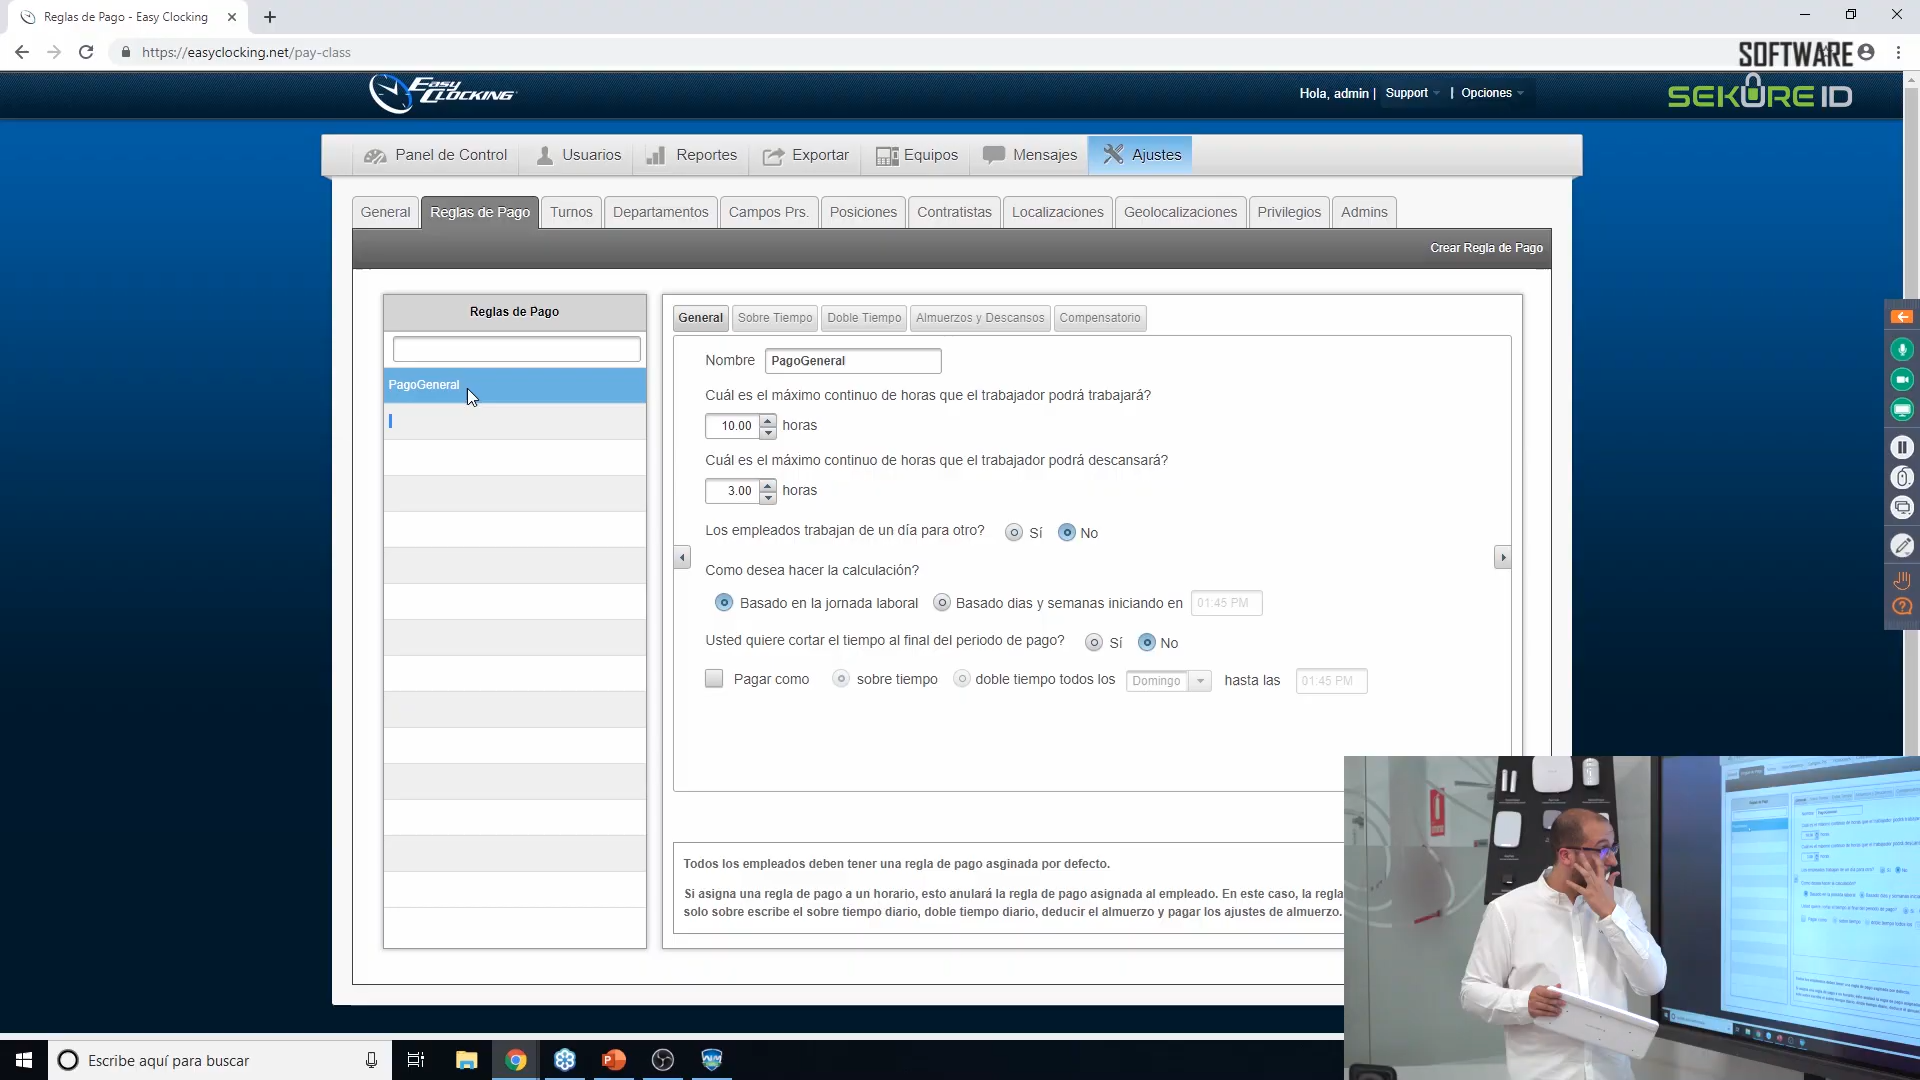 Reglas de Pago - Easy Clocking
https://easyclocking.net/pay-class
SOFTWARE
EASY CLOCKING
Hola, admin | Support | Opciones
SEKUREID
Panel de Control Usuarios Reportes Exportar Equipos Mensajes Ajustes
General Reglas de Pago Turnos Departamentos Campos Prs. Posiciones Contratistas Localizaciones Geolocalizaciones Privilegios Admins
Crear Regla de Pago
Reglas de Pago
PagoGeneral
General Sobre Tiempo Doble Tiempo Almuerzos y Descansos Compensatorio
Nombre PagoGeneral
Cuál es el máximo continuo de horas que el trabajador podrá trabajará?
10.00 horas
Cuál es el máximo continuo de horas que el trabajador podrá descansará?
3.00 horas
Los empleados trabajan de un día para otro? Sí No
Como desea hacer la calculación?
Basado en la jornada laboral Basado dias y semanas iniciando en 01:45 PM
Usted quiere cortar el tiempo al final del periodo de pago? Sí No
Pagar como sobre tiempo doble tiempo todos los Domingo hasta las 01:45 PM
Todos los empleados deben tener una regla de pago asginada por defecto.
Si asigna una regla de pago a un horario, esto anulará la regla de pago asignada al empleado. En este caso, la regla
solo sobre escribe el sobre tiempo diario, doble tiempo diario, deducir el almuerzo y pagar los ajustes de almuerzo.
Escribe aquí para buscar